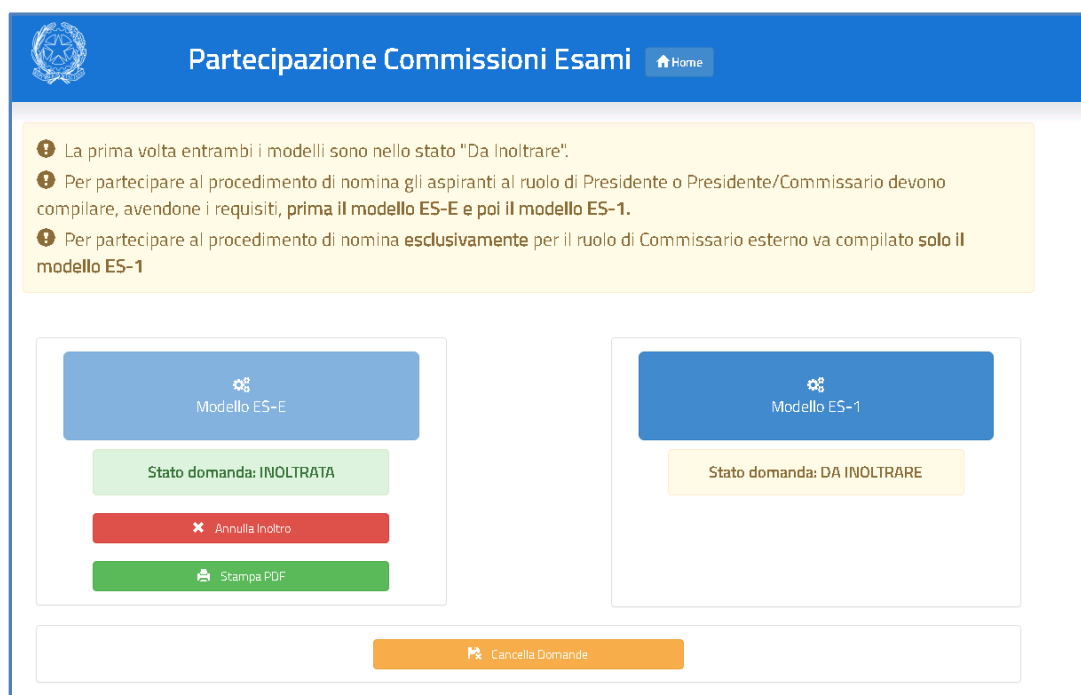 Partecipazione Commissioni Esami
Home
La prima volta entrambi i modelli sono nello stato "Da Inoltrare".
Per partecipare al procedimento di nomina gli aspiranti al ruolo di Presidente o Presidente/Commissario devono
compilare, avendone i requisiti, prima il modello ES-E e poi il modello ES-1.
Per partecipare al procedimento di nomina esclusivamente per il ruolo di Commissario esterno va compilato solo il
modello ES-1
Modello ES-E
Stato domanda: INOLTRATA
Annulla Inoltro
Stampa PDF
Modello ES-1
Stato domanda: DA INOLTRARE
Cancella Domande